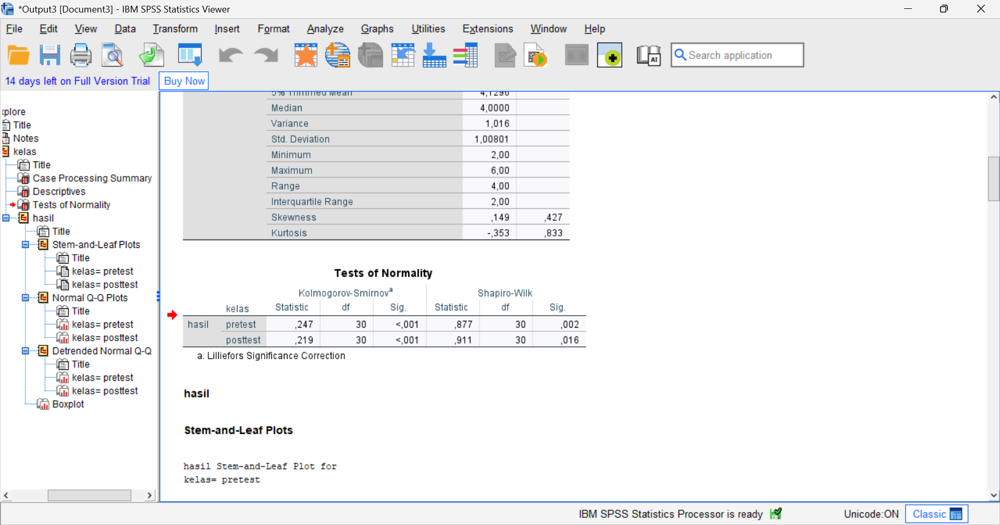 *Output3 [Document3] - IBM SPSS Statistics Viewer
File Edit View Data Transform Insert Format Analyze Graphs Utilities Extensions Window Help
AI Search application
14 days left on Full Version Trial Buy Now
xplore
Title
Notes
kelas
Title
Case Processing Summary
Descriptives
Tests of Normality
hasil
Title
Stem-and-Leaf Plots
Title
kelas= pretest
kelas= posttest
Normal Q-Q Plots
Title
kelas= pretest
kelas= posttest
Detrended Normal Q-Q
Title
kelas= pretest
kelas= posttest
Boxplot
5% Trimmed Mean 4,1296
Median 4,0000
Variance 1,016
Std. Deviation 1,00801
Minimum 2,00
Maximum 6,00
Range 4,00
Interquartile Range 2,00
Skewness ,149 ,427
Kurtosis -,353 ,833
Tests of Normality
Kolmogorov-Smirnov^a Shapiro-Wilk
kelas Statistic df Sig. Statistic df Sig.
hasil pretest ,247 30 <,001 ,877 30 ,002
posttest ,219 30 <,001 ,911 30 ,016
a. Lilliefors Significance Correction
hasil
Stem-and-Leaf Plots
hasil Stem-and-Leaf Plot for
kelas= pretest
IBM SPSS Statistics Processor is ready Unicode:ON Classic